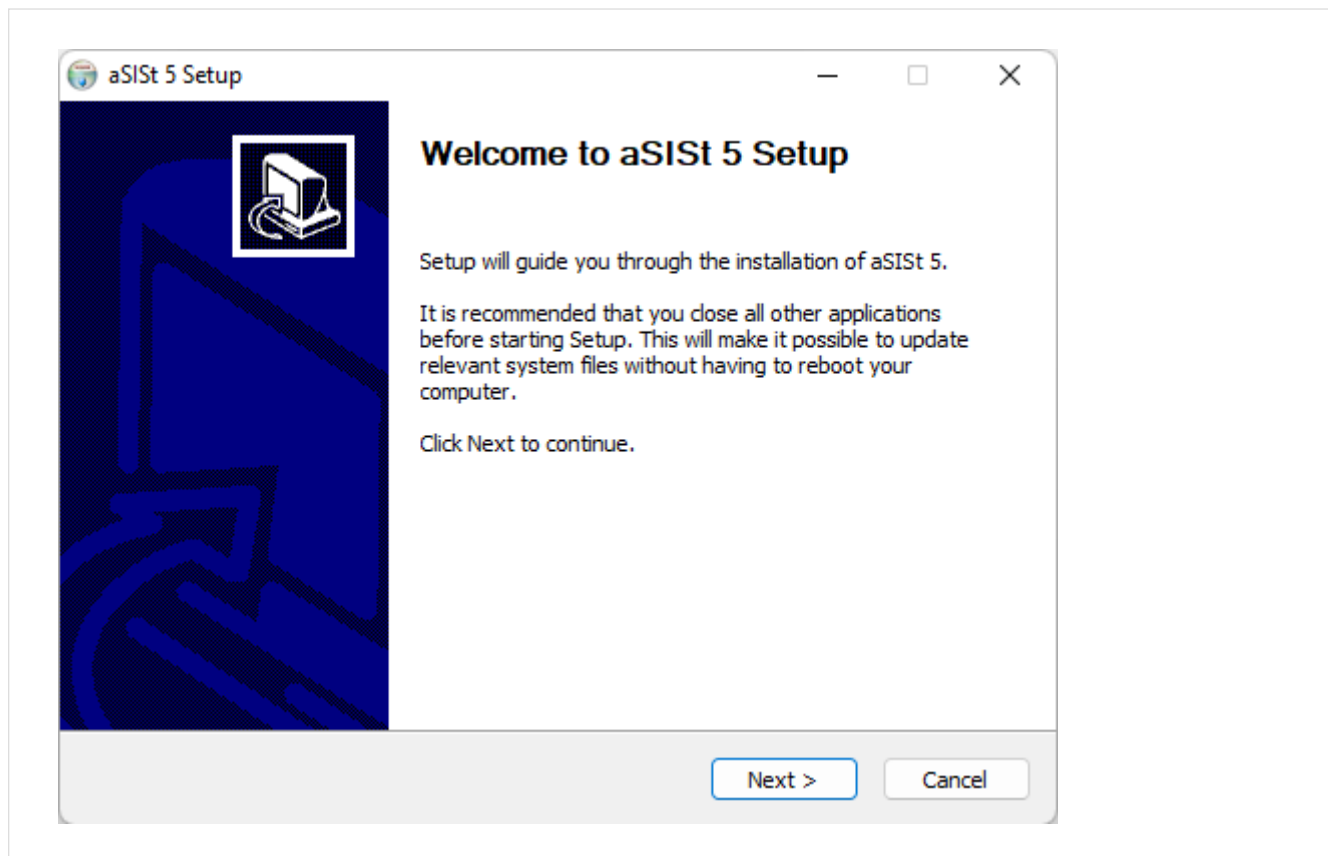 aSISt 5 Setup
Welcome to aSISt 5 Setup
Setup will guide you through the installation of aSISt 5.
It is recommended that you close all other applications
before starting Setup. This will make it possible to update
relevant system files without having to reboot your
computer.
Click Next to continue.
Next >
Cancel